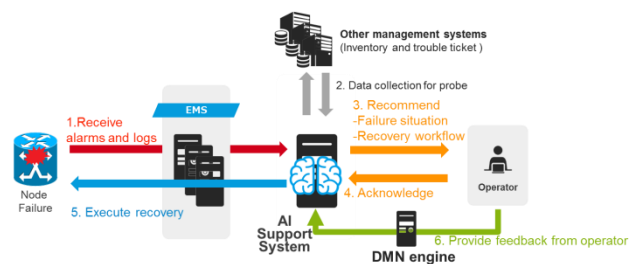 Other management systems
(Inventory and trouble ticket )
2. Data collection for probe
EMS
1.Receive
alarms and logs
3. Recommend
-Failure situation
-Recovery workflow
Node
Failure
Operator
4. Acknowledge
5. Execute recovery
AI
Support
System
DMN engine
6. Provide feedback from operator